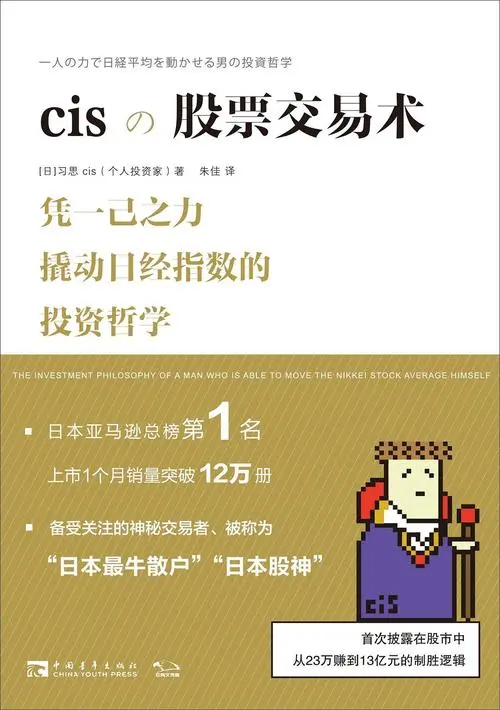 一人の力で日経平均を動かせる男の投資哲学
cisの股票交易术
[日]习思 cis（个人投资家）著 朱佳 译
凭一己之力
撬动日经指数的
投资哲学
THE INVESTMENT PHILOSOPHY OF A MAN WHO IS ABLE TO MOVE THE NIKKEI STOCK AVERAGE HIMSELF
日本亚马逊总榜第1名
上市1个月销量突破12万册
备受关注的神秘交易者、被称为
“日本最牛散户”“日本股神”
cis
首次披露在股市中
从23万赚到13亿元的制胜逻辑
中国青年出版社
CHINA YOUTH PRESS